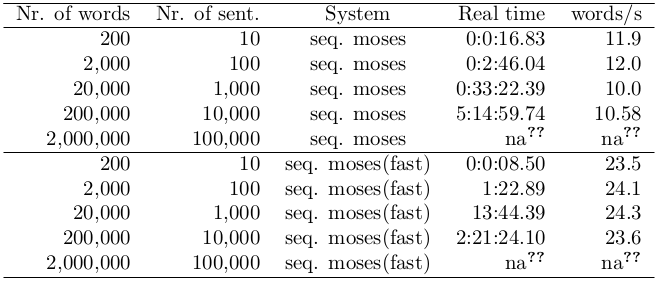 Nr. of words Nr. of sent. System Real time words/s
200 10 seq. moses 0:0:16.83 11.9
2,000 100 seq. moses 0:2:46.04 12.0
20,000 1,000 seq. moses 0:33:22.39 10.0
200,000 10,000 seq. moses 5:14:59.74 10.58
2,000,000 100,000 seq. moses na?? na??
200 10 seq. moses(fast) 0:0:08.50 23.5
2,000 100 seq. moses(fast) 1:22.89 24.1
20,000 1,000 seq. moses(fast) 13:44.39 24.3
200,000 10,000 seq. moses(fast) 2:21:24.10 23.6
2,000,000 100,000 seq. moses(fast) na?? na??